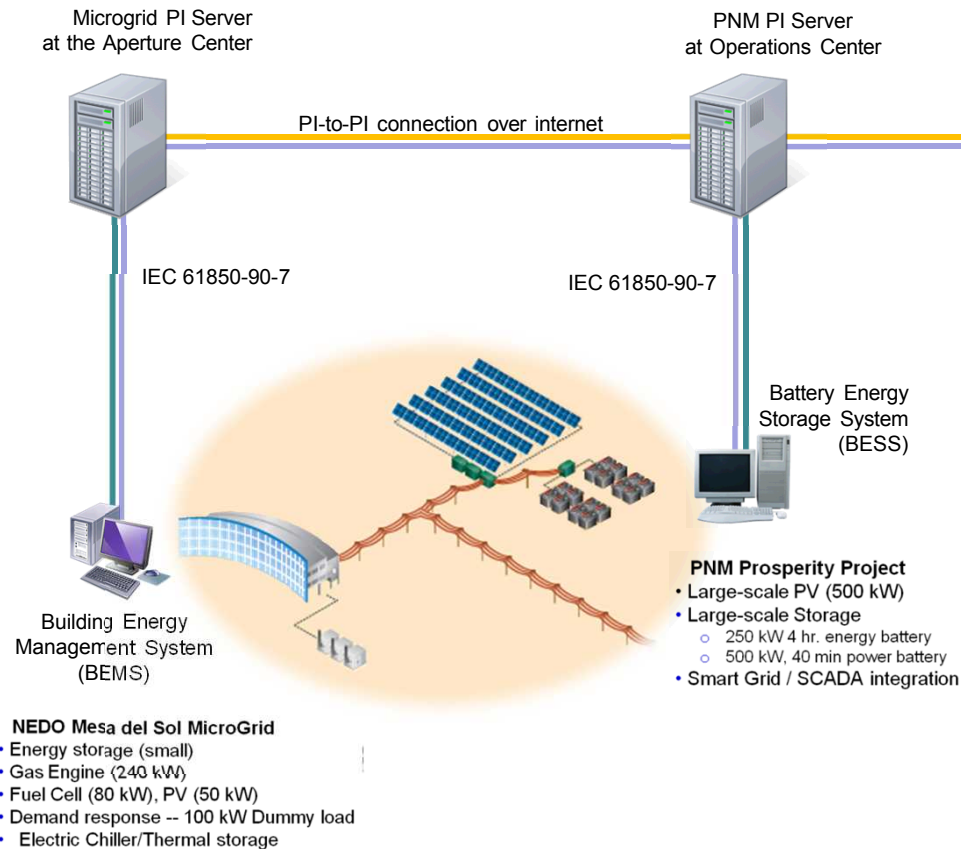 Microgrid PI Server
at the Aperture Center
PNM PI Server
at Operations Center
PI-to-PI connection over internet
IEC 61850-90-7
IEC 61850-90-7
Battery Energy
Storage System
(BESS)
Building Energy
Management System
(BEMS)
PNM Prosperity Project
• Large-scale PV (500 kW)
• Large-scale Storage
o 250 kW 4 hr. energy battery
o 500 kW, 40 min power battery
• Smart Grid / SCADA integration
NEDO Mesa del Sol MicroGrid
• Energy storage (small)
• Gas Engine (240 kW)
• Fuel Cell (80 kW), PV (50 kW)
• Demand response -- 100 kW Dummy load
• Electric Chiller/Thermal storage